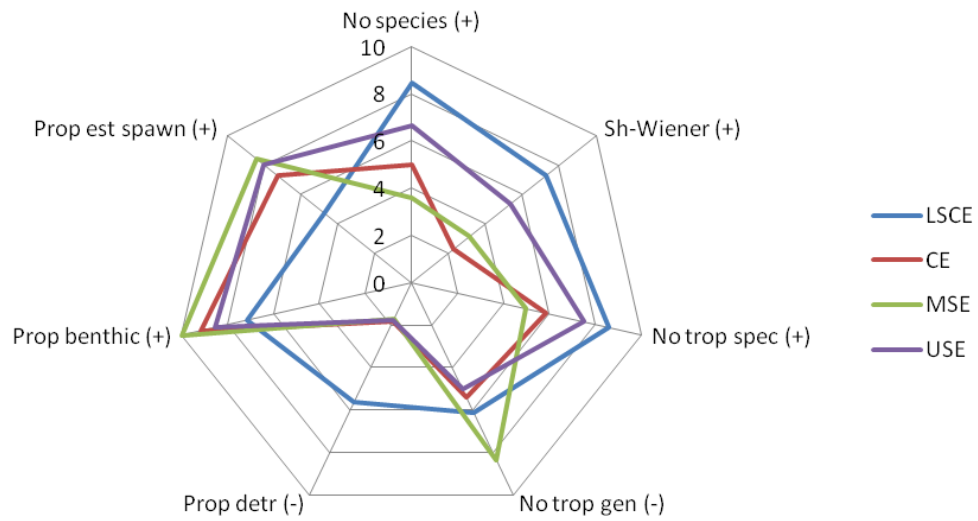 No species (+)
10
8
6
4
2
0
Sh-Wiener (+)
No trop spec (+)
No trop gen (-)
Prop detr (-)
Prop benthic (+)
Prop est spawn (+)
LSCE
CE
MSE
USE